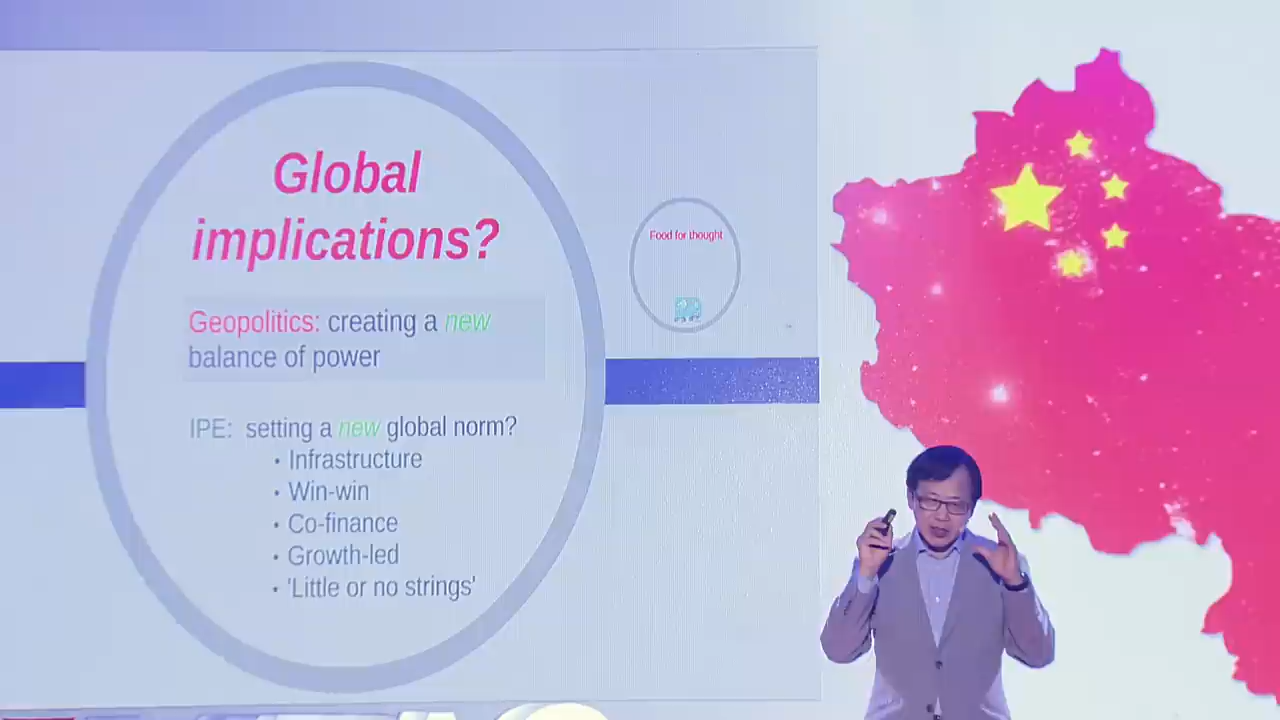 Global
implications?
Geopolitics: creating a new
balance of power
IPE: setting a new global norm?
• Infrastructure
• Win-win
• Co-finance
• Growth-led
• 'Little or no strings'
Food for thought